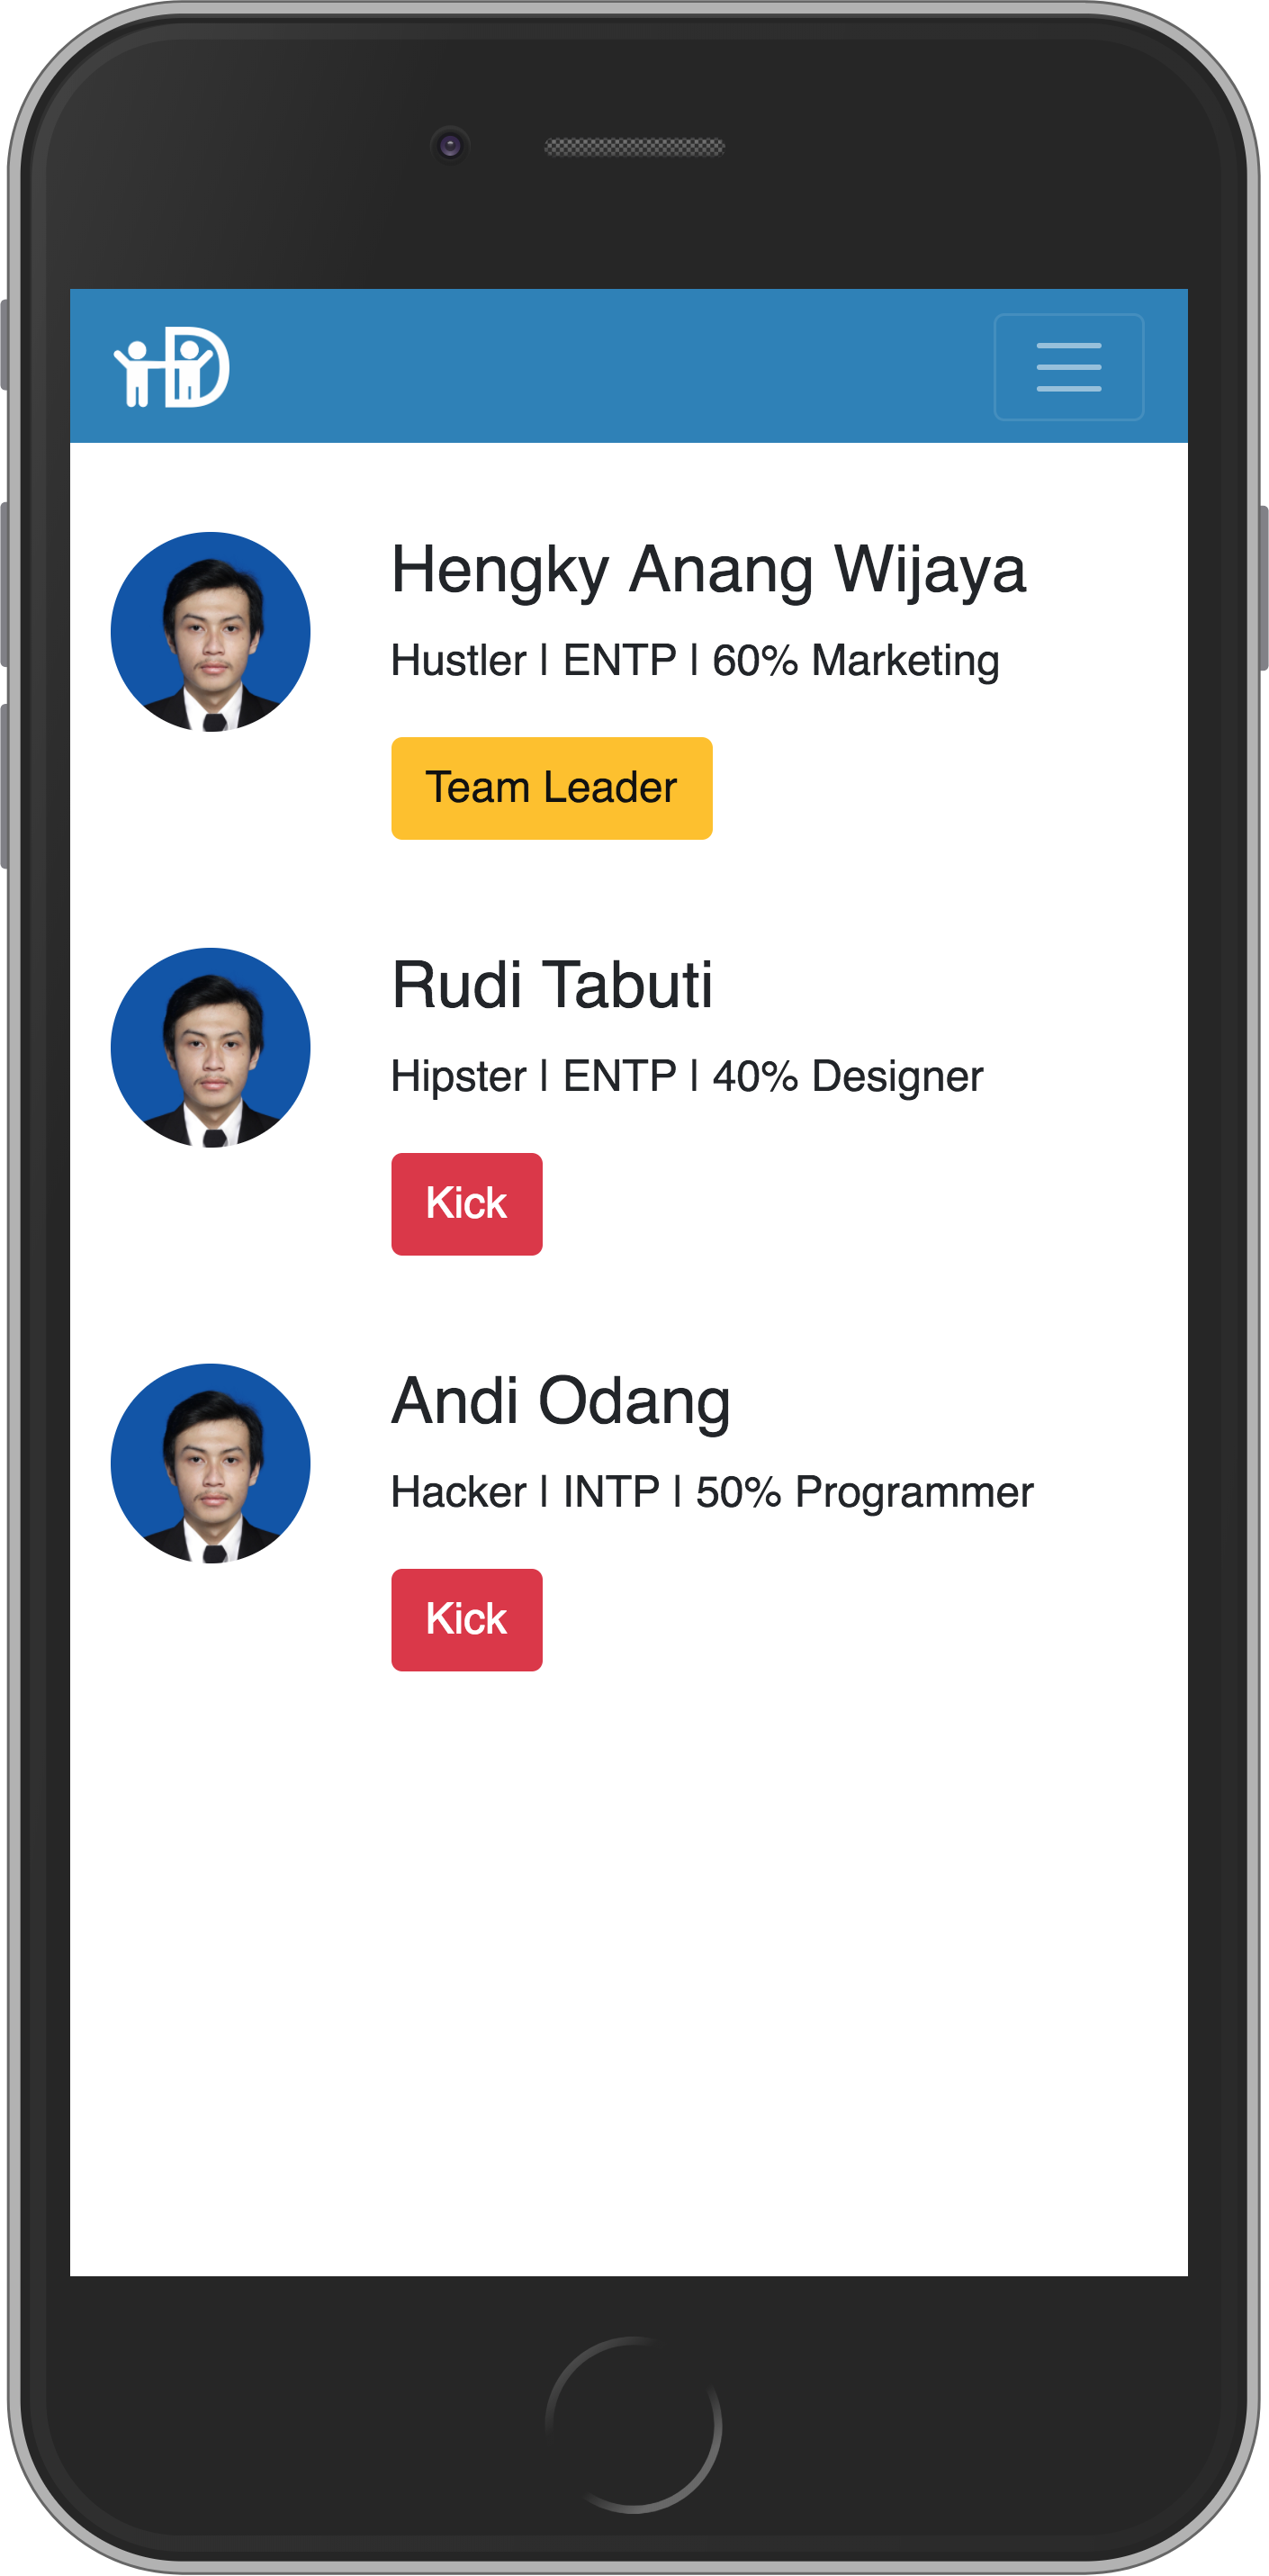 Hengky Anang Wijaya
Hustler | ENTP | 60% Marketing
Team Leader
Rudi Tabuti
Hipster | ENTP | 40% Designer
Kick
Andi Odang
Hacker | INTP | 50% Programmer
Kick